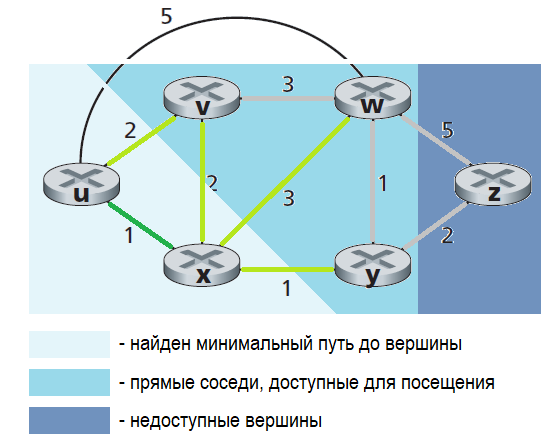 5
v
3
w
2
5
u
2
3
1
z
1
2
x
1
y
- найден минимальный путь до вершины
- прямые соседи, доступные для посещения
- недоступные вершины